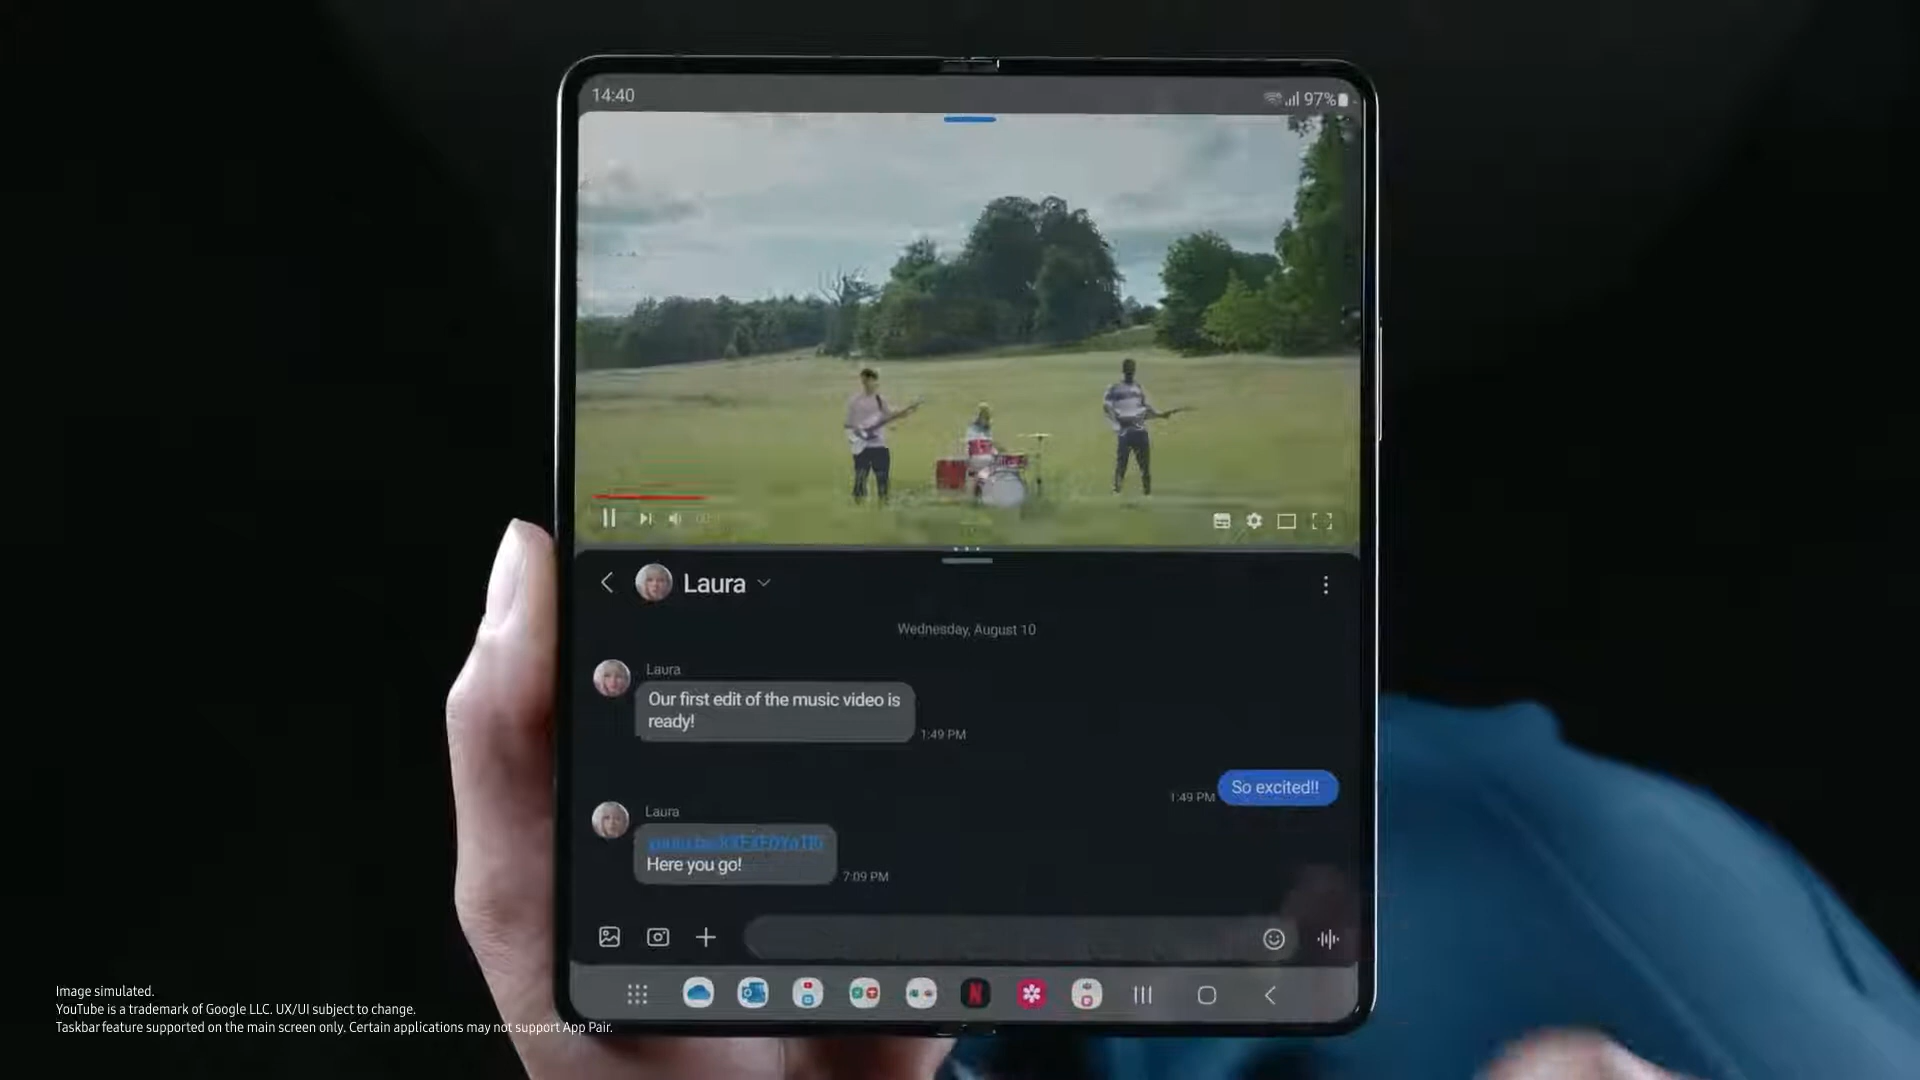 14:40
97%
Laura
Wednesday, August 10
Laura
Our first edit of the music video is
ready!
1:49 PM
So excited!!
1:49 PM
Laura
Here you go!
7:09 PM
Image simulated.
YouTube is a trademark of Google LLC. UX/UI subject to change.
Taskbar feature supported on the main screen only. Certain applications may not support App Pair.